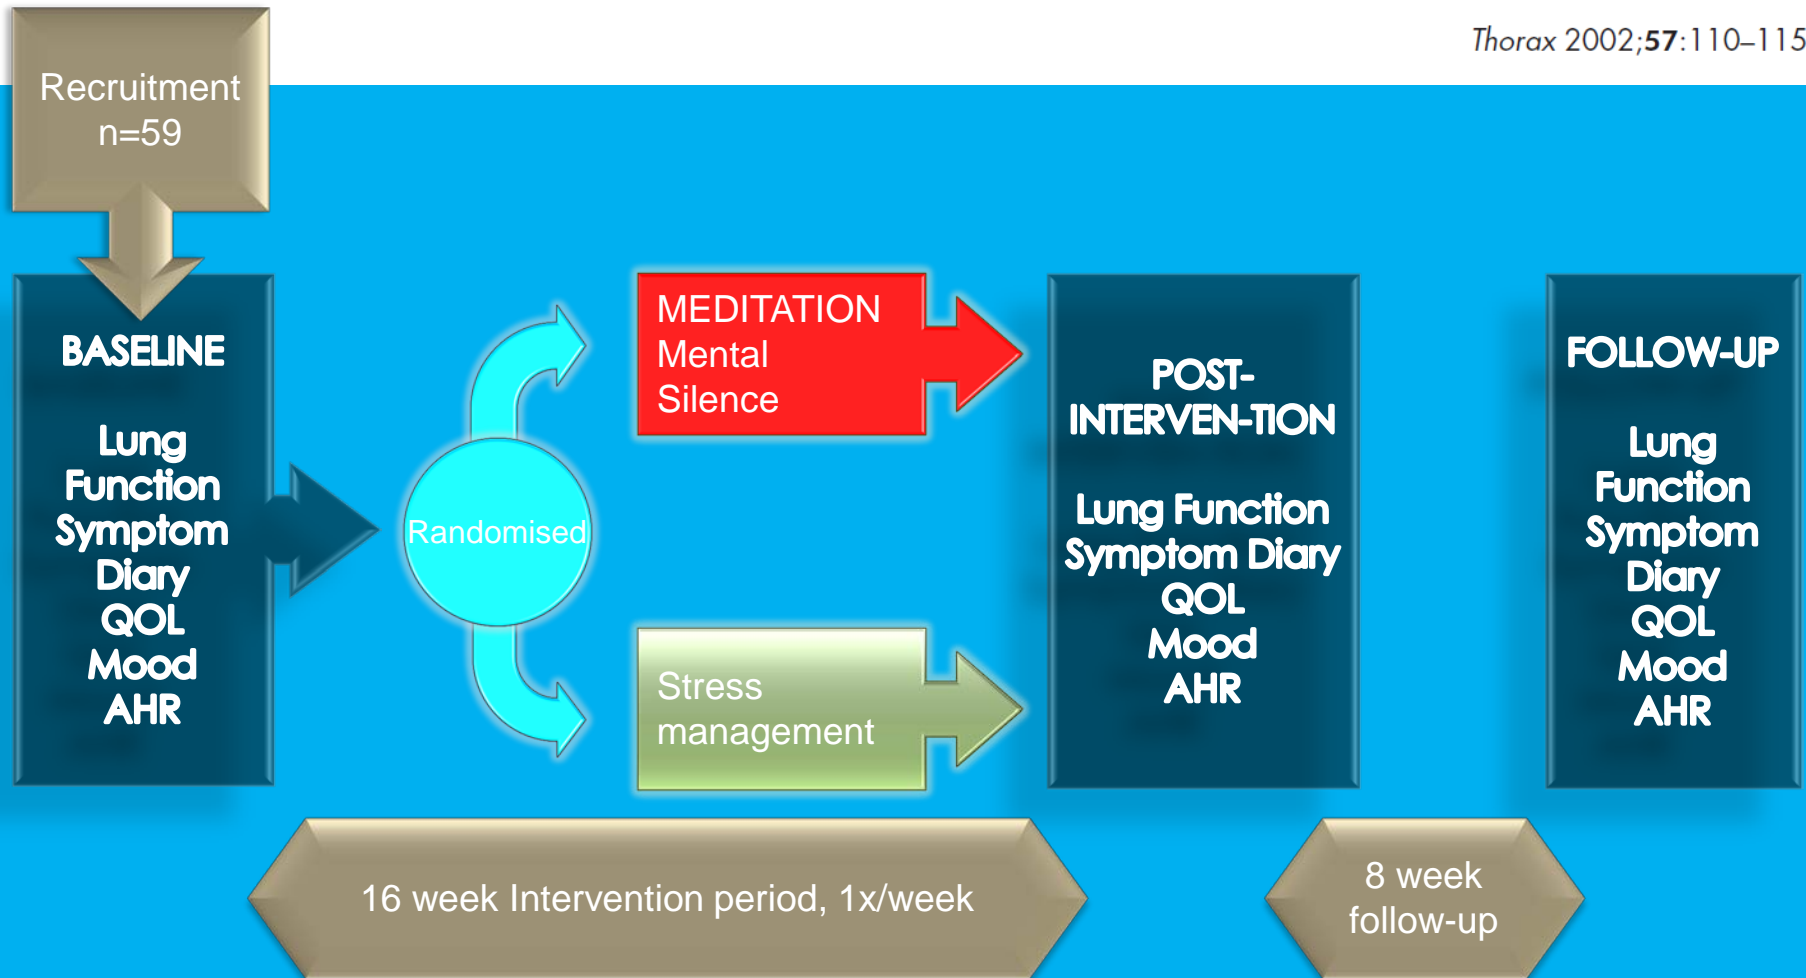 Thorax 2002;57:110–115
Recruitment
n=59
BASELINE
Lung
Function
Symptom
Diary
QOL
Mood
AHR
Randomised
MEDITATION
Mental
Silence
Stress
management
POST-
INTERVEN-TION
Lung Function
Symptom Diary
QOL
Mood
AHR
FOLLOW-UP
Lung
Function
Symptom
Diary
QOL
Mood
AHR
16 week Intervention period, 1x/week
8 week
follow-up